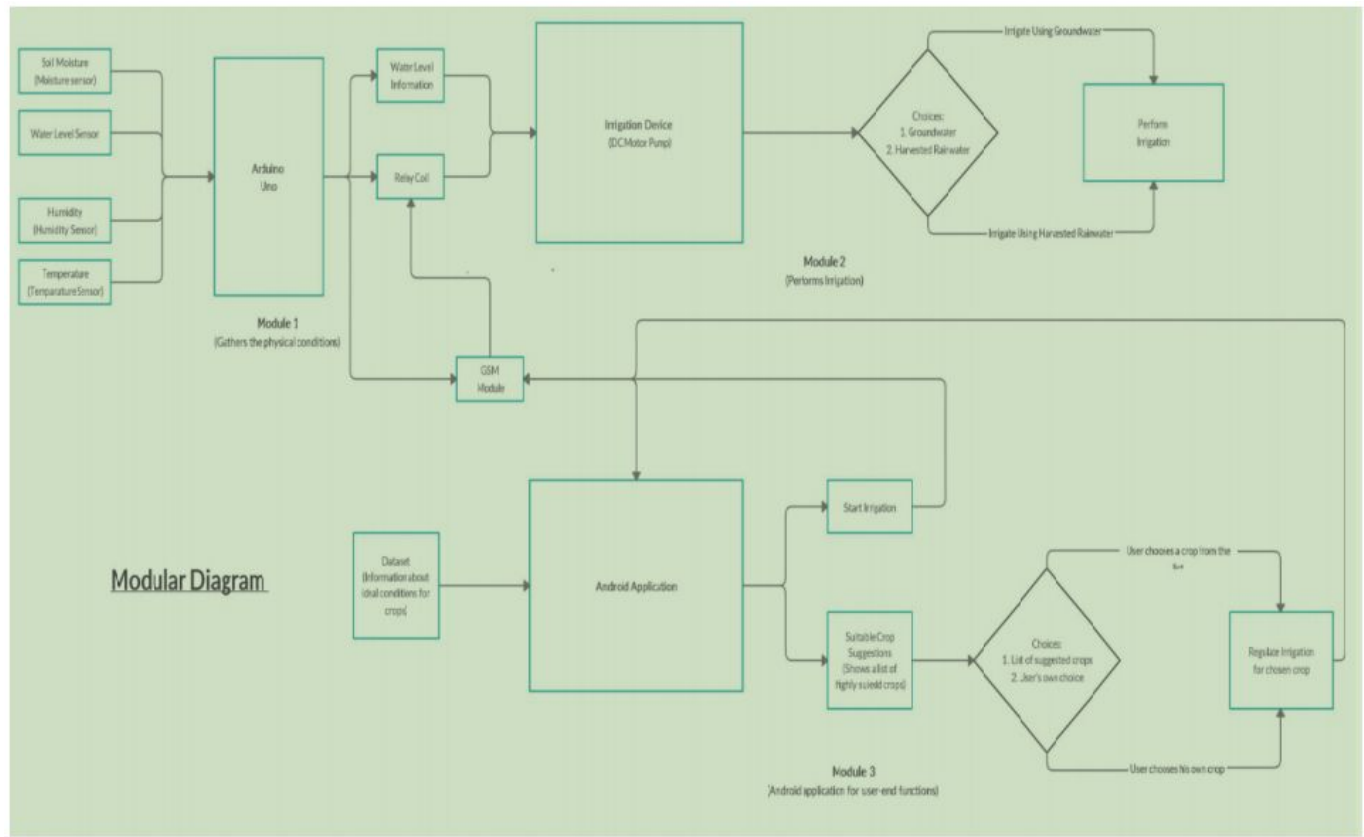 Soil Moisture
(Moisture sensor)
Water Level Sensor
Humidity
(Humidity Sensor)
Temperature
(Temparature Sensor)
Arduino
Uno
Module 1
(Gathers the physical conditions)
Water Level
Information
Relay Coil
GSM
Module
Irrigation Device
(DC Motor Pump)
Choices:
1. Groundwater
2. Harvested Rainwater
Irrigate Using Groundwater
Irrigate Using Harvested Rainwater
Perform
Irrigation
Module 2
(Performs Irrigation)
Modular Diagram
Dataset
(Information about
ideal conditions for
crops)
Android Application
Start Irrigation
Suitable Crop
Suggestions
(Shows a list of
highly suited crops)
Choices:
1. List of suggested crops
2. User's own choice
User chooses a crop from the
User chooses his own crop
Regulate Irrigation
for chosen crop
Module 3
(Android application for user-end functions)